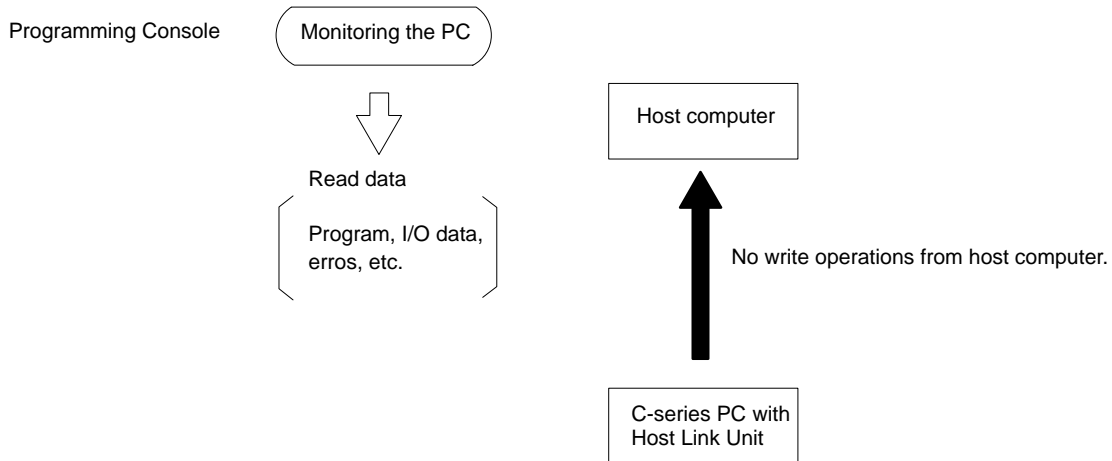 Programming Console
Monitoring the PC
Read data
Program, I/O data,
erros, etc.
Host computer
No write operations from host computer.
C-series PC with
Host Link Unit